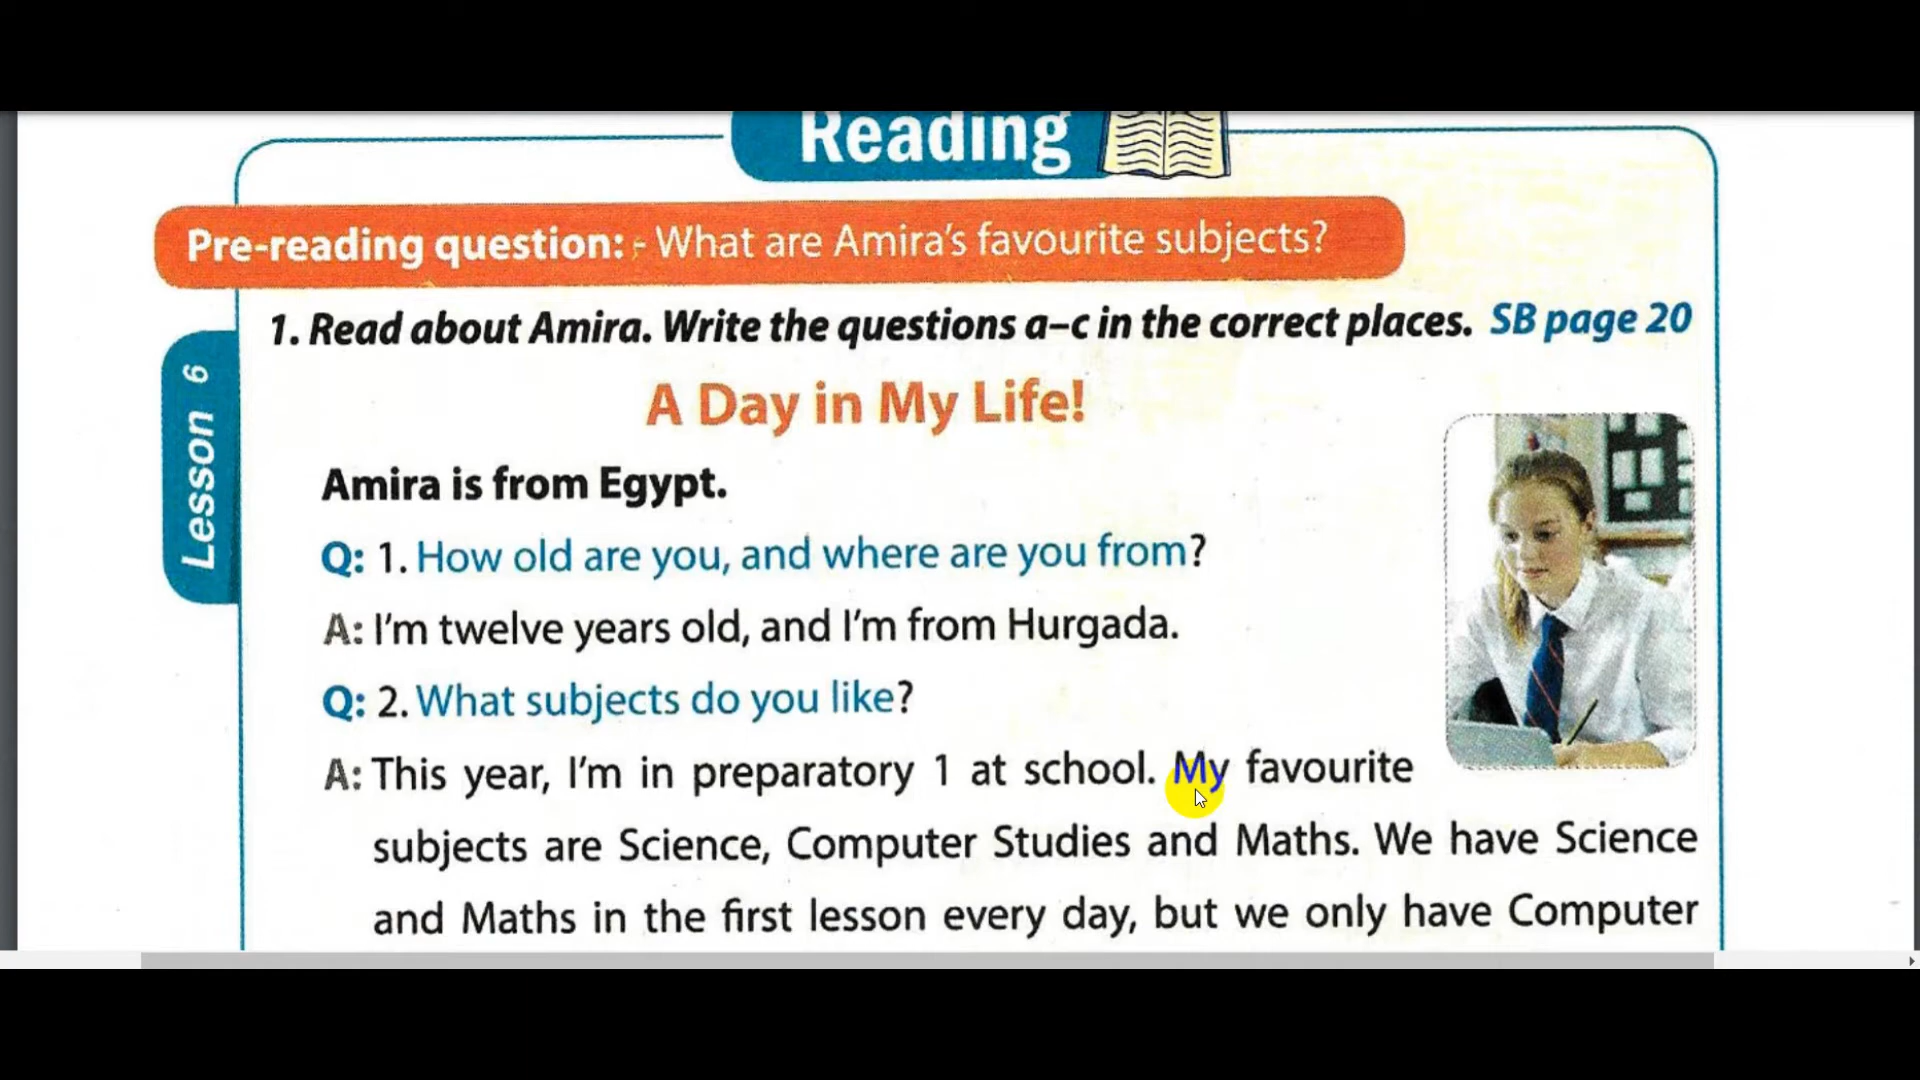 Reading
Pre-reading question: - What are Amira's favourite subjects?
1. Read about Amira. Write the questions a–c in the correct places. SB page 20
Lesson 6
A Day in My Life!
Amira is from Egypt.
Q: 1. How old are you, and where are you from?
A: I'm twelve years old, and I'm from Hurgada.
Q: 2. What subjects do you like?
A: This year, I'm in preparatory 1 at school. My favourite
subjects are Science, Computer Studies and Maths. We have Science
and Maths in the first lesson every day, but we only have Computer